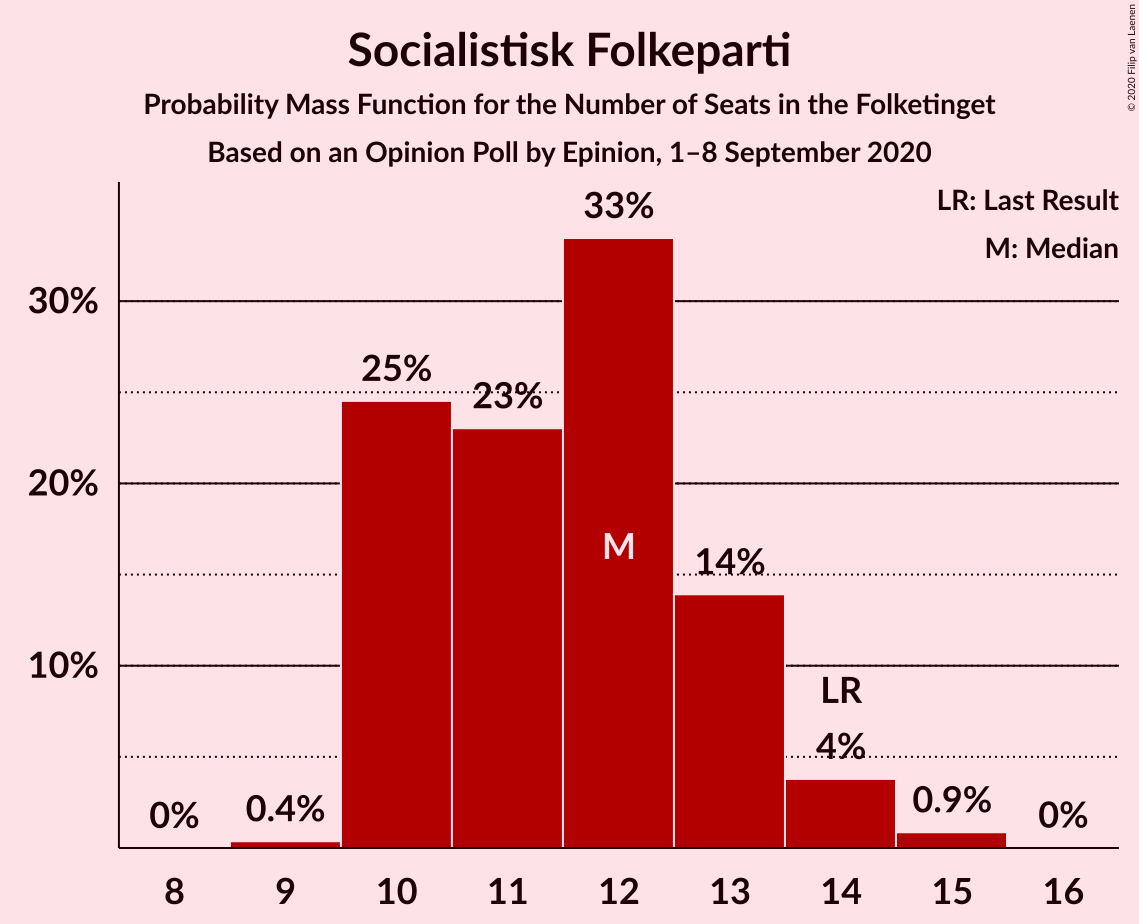 Socialistisk Folkeparti
Probability Mass Function for the Number of Seats in the Folketinget
Based on an Opinion Poll by Epinion, 1–8 September 2020
© 2020 Filip van Laenen
LR: Last Result
M: Median
33%
30%
25%
23%
20%
M
14%
10%
LR
4%
0.9%
0.4%
0%
0%
8 9 10 11 12 13 14 15 16